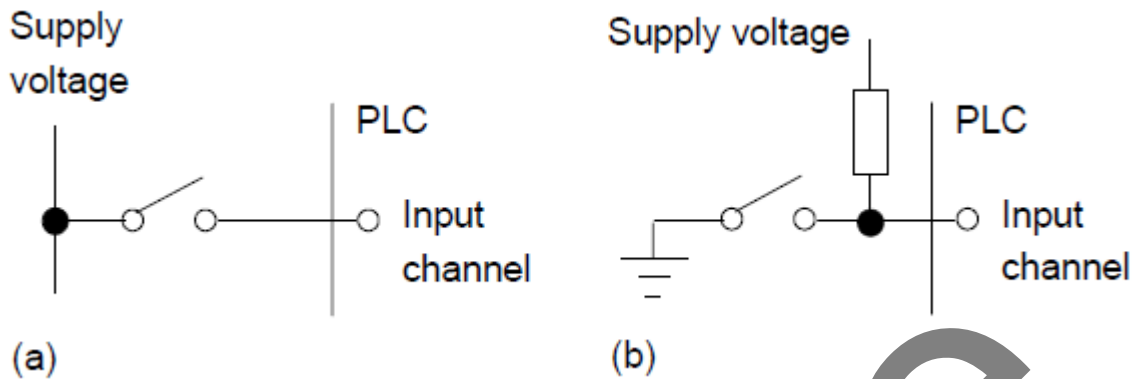 Supply
voltage
PLC
Input
channel
(a)
Supply voltage
PLC
Input
channel
(b)